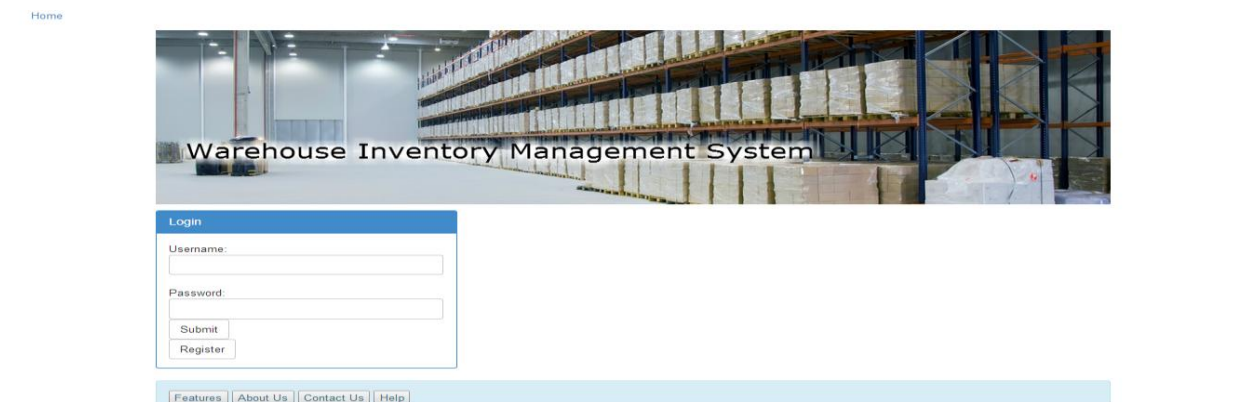 Home
Warehouse Inventory Management System
Login
Username:
Password:
Submit
Register
Features About Us Contact Us Help